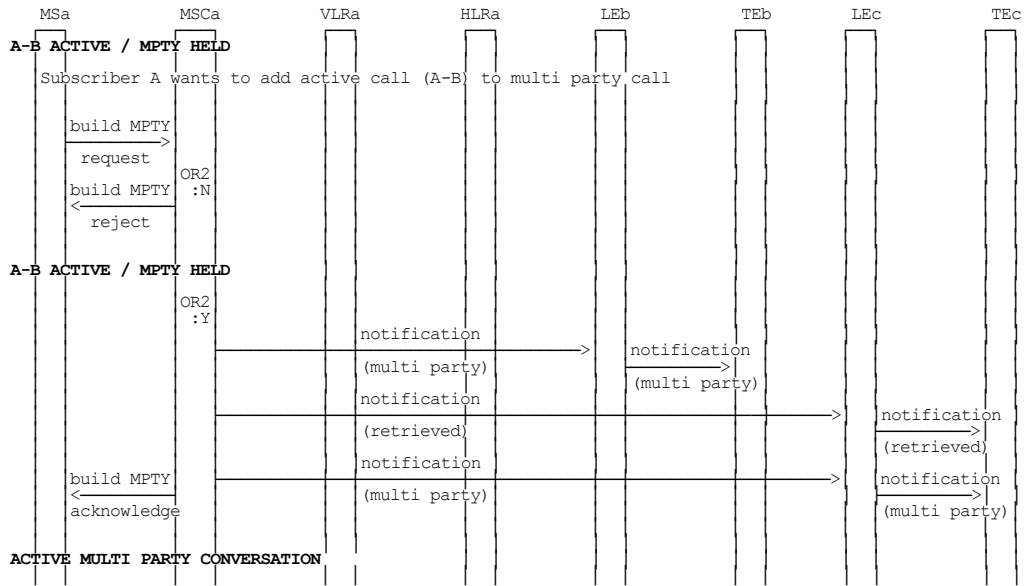 MSa MSCa VLRa HLRa LEb TEb LEc TEc
A-B ACTIVE / MPTY HELD
Subscriber A wants to add active call (A-B) to multi party call
build MPTY
request
OR2
build MPTY :N
reject
A-B ACTIVE / MPTY HELD
OR2
:Y
notification
notification
(multi party)
(multi party)
notification
notification
(retrieved)
(retrieved)
notification
build MPTY notification
(multi party)
acknowledge (multi party)
ACTIVE MULTI PARTY CONVERSATION